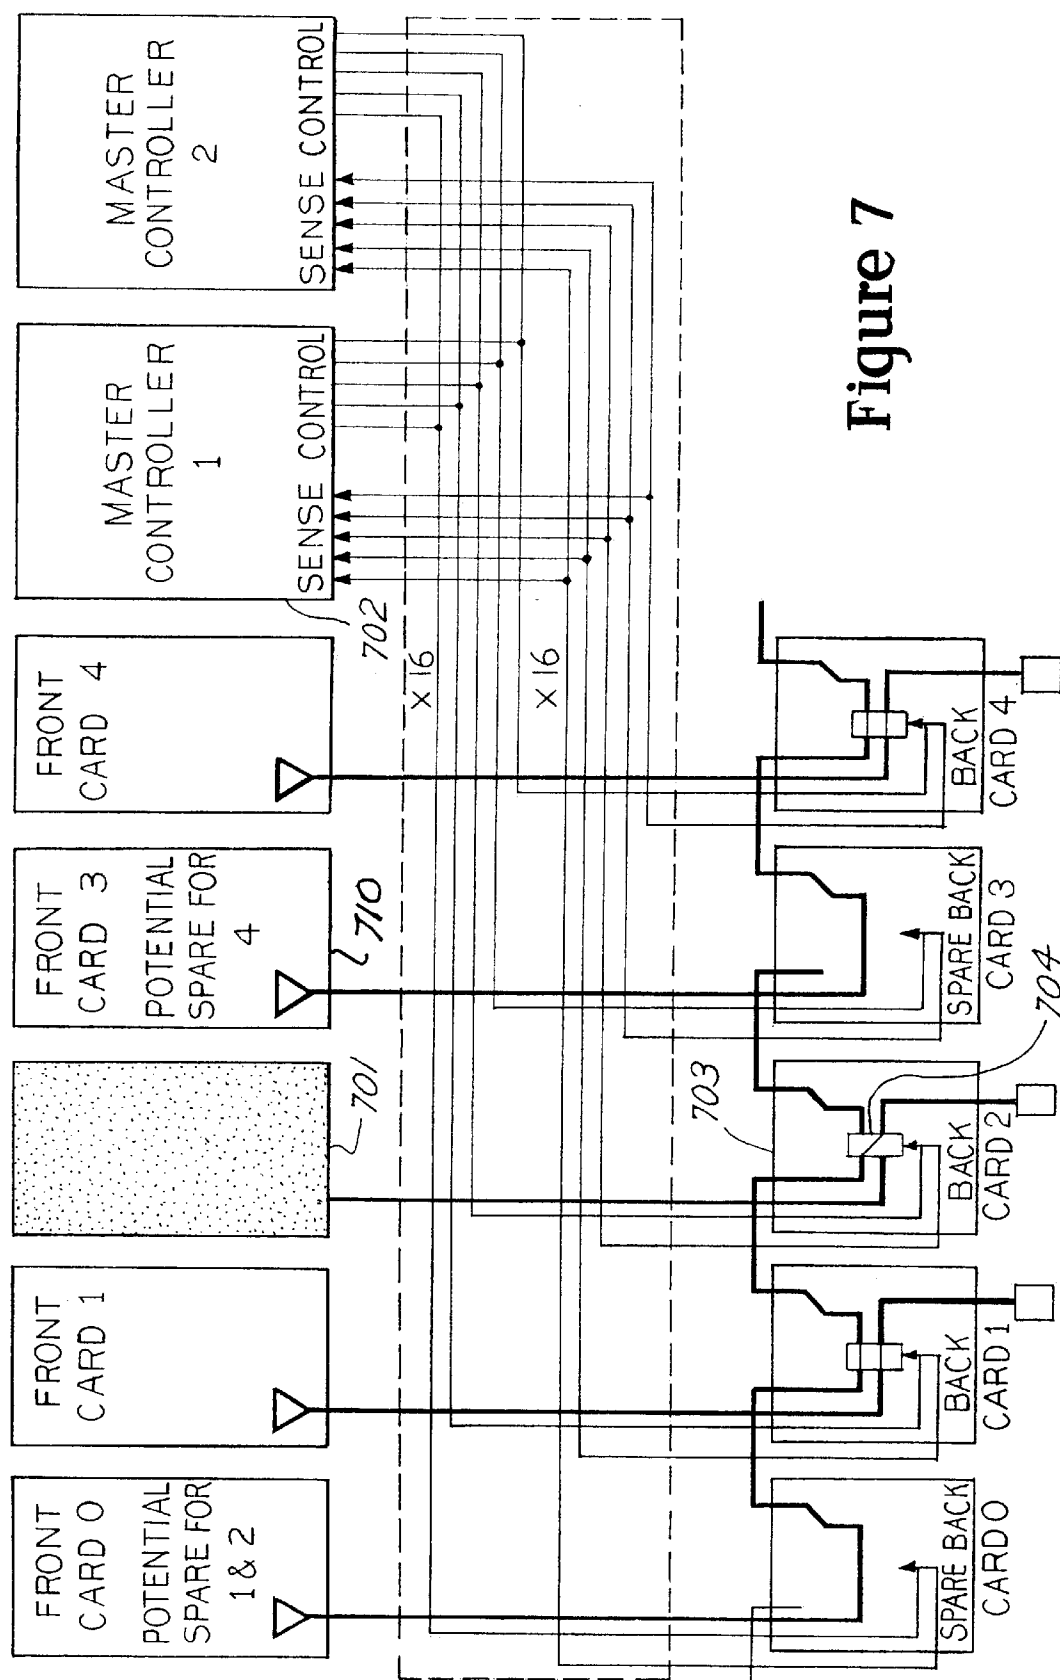 FRONT
CARD 0
POTENTIAL
SPARE FOR
1 & 2
FRONT
CARD 1
701
FRONT
CARD 3
POTENTIAL
SPARE FOR
4
710
FRONT
CARD 4
MASTER
CONTROLLER
1
SENSE CONTROL
702
MASTER
CONTROLLER
2
SENSE CONTROL
x 16
x 16
SPARE BACK
CARD 0
BACK
CARD 1
703
BACK
CARD 2
704
SPARE BACK
CARD 3
BACK
CARD 4
Figure 7